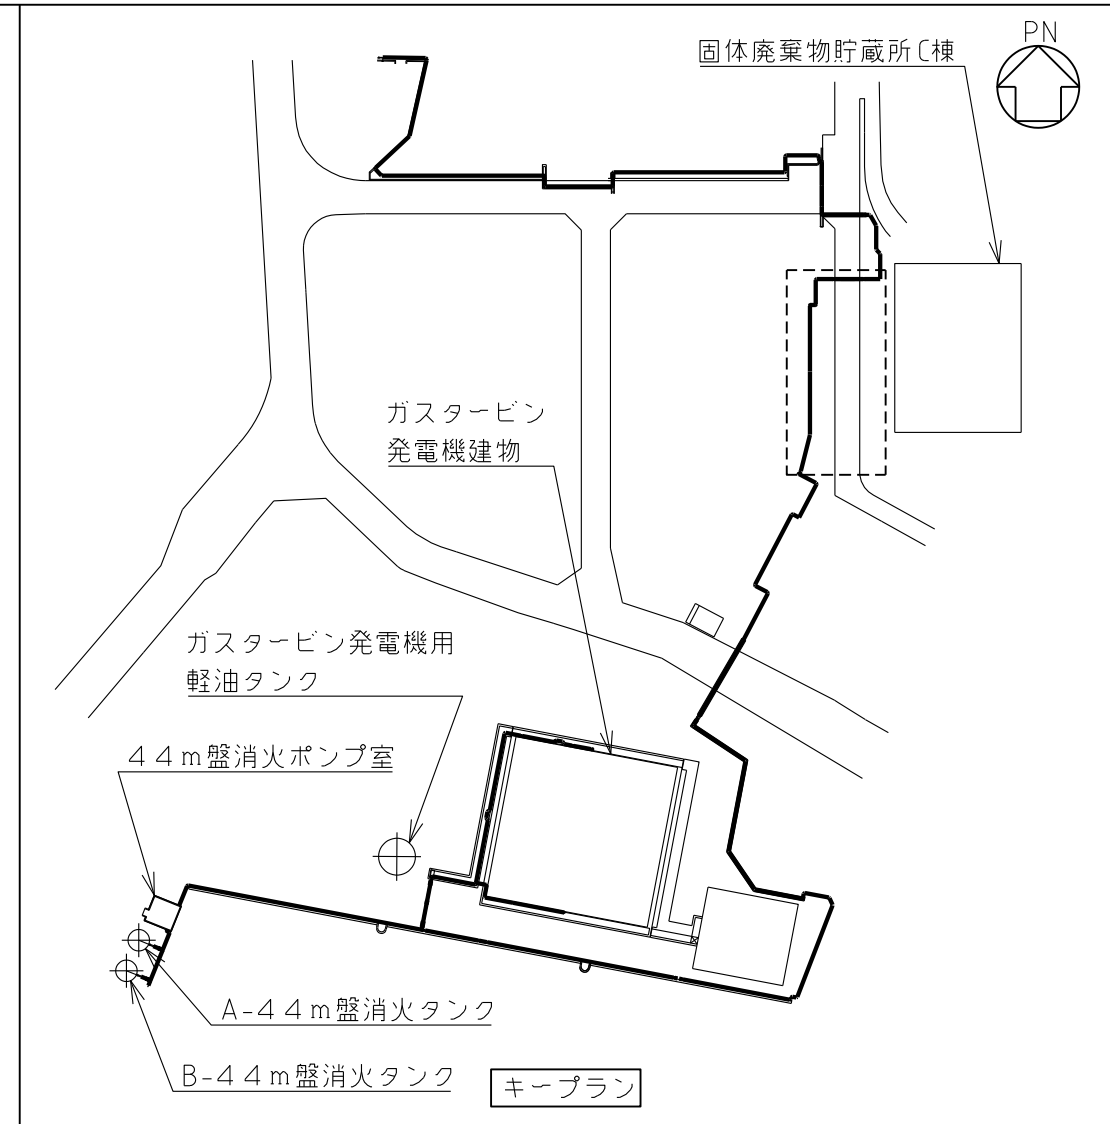 PN
固体廃棄物貯蔵所C棟
ガスタービン
発電機建物
ガスタービン発電機用
軽油タンク
44m盤消火ポンプ室
A-44m盤消火タンク
B-44m盤消火タンク
キープラン